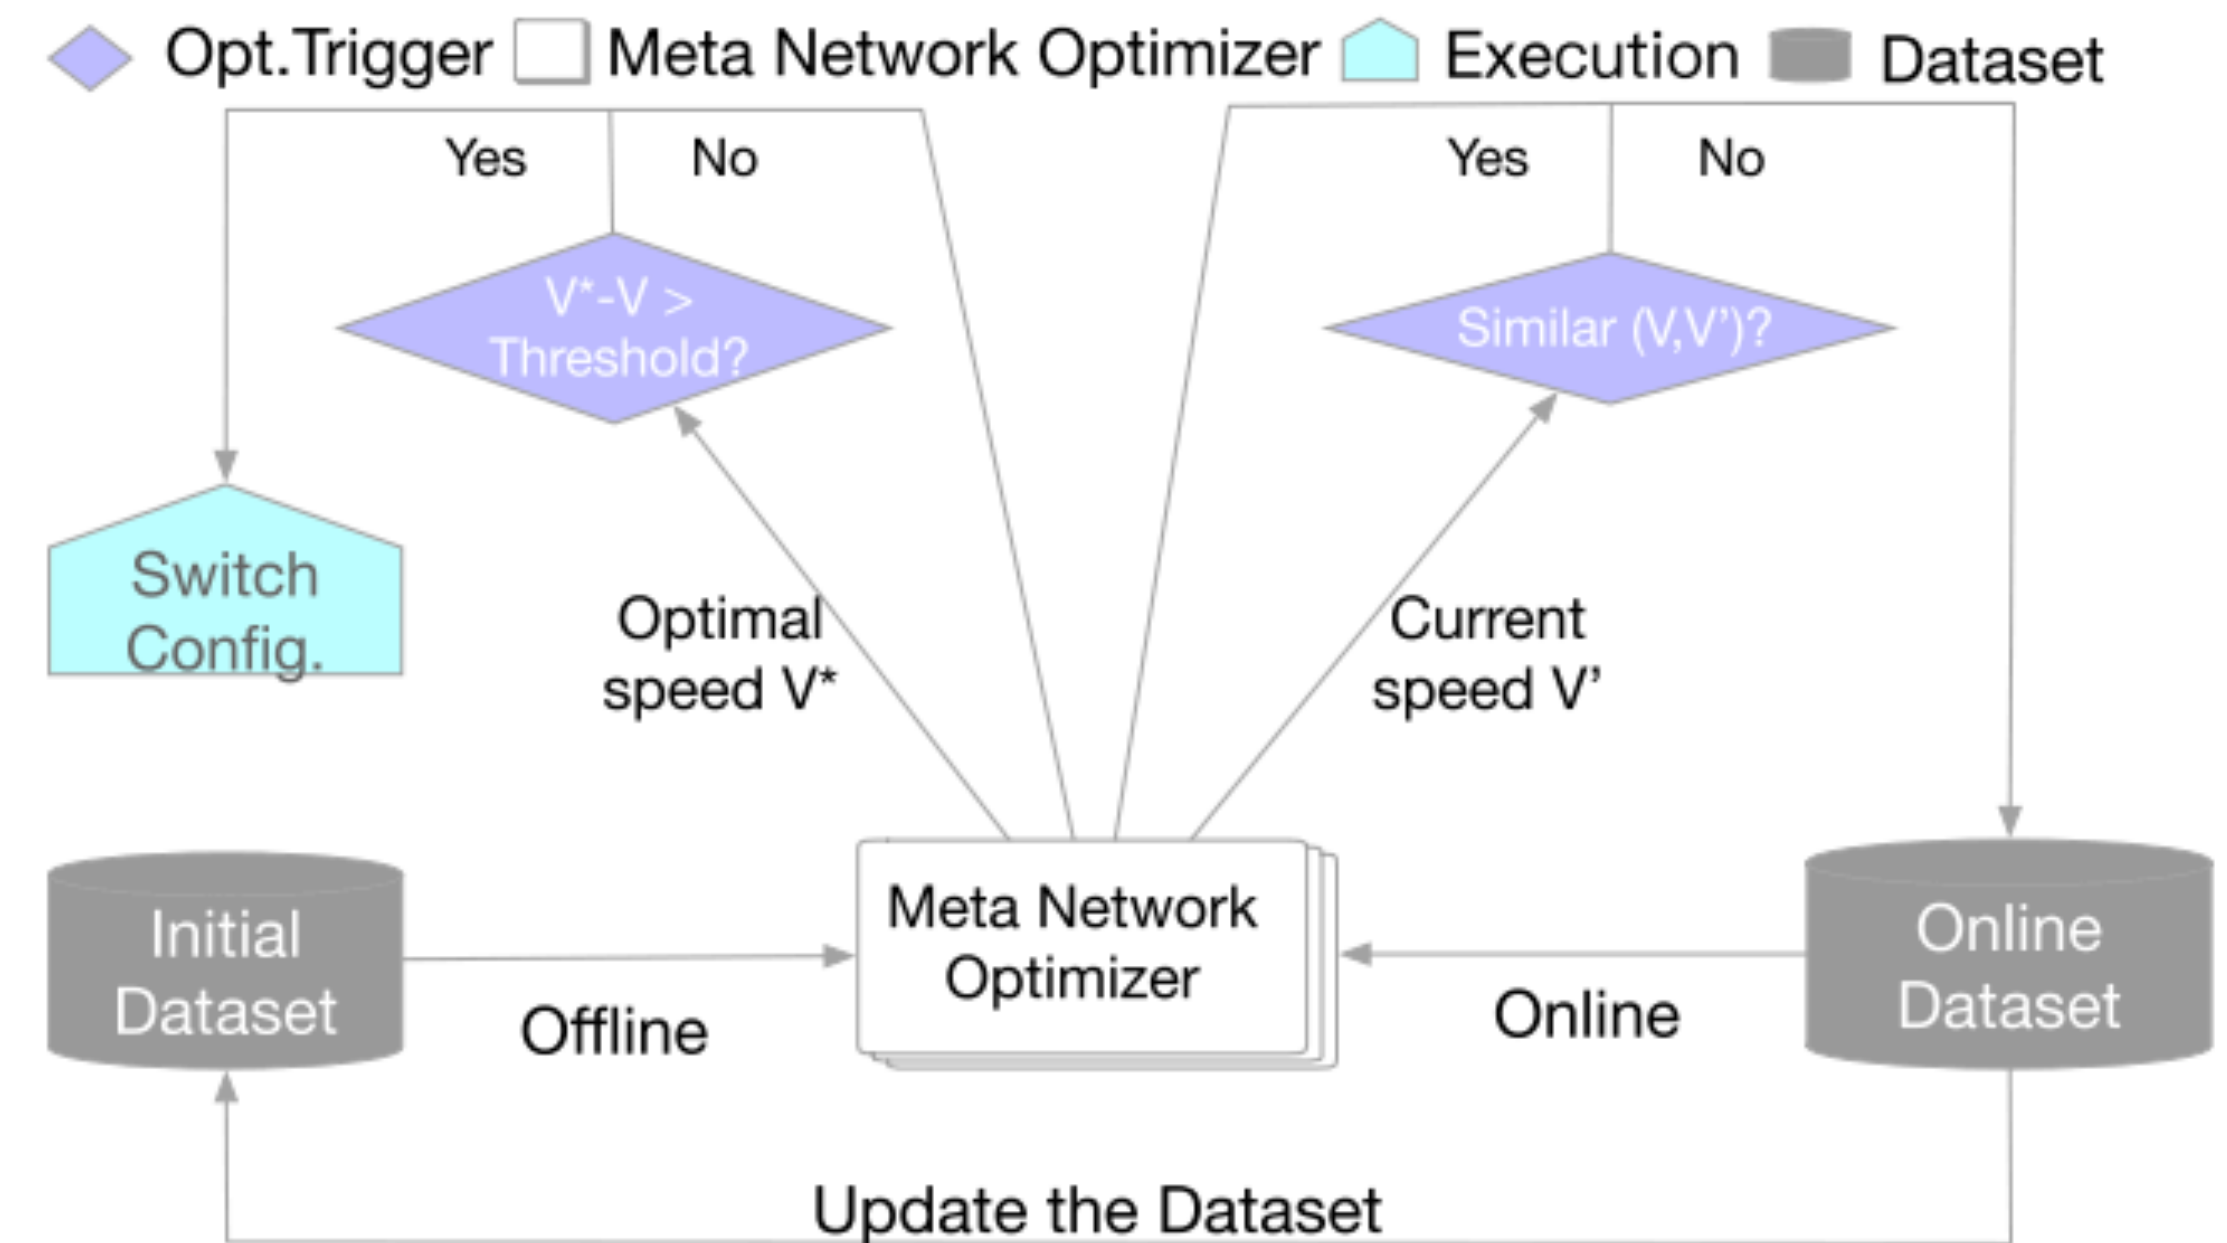 Opt.Trigger Meta Network Optimizer Execution Dataset
Yes No Yes No
V*-V >
Threshold?
Similar (V,V’)?
Switch
Config.
Optimal
speed V*
Current
speed V’
Initial
Dataset
Offline
Meta Network
Optimizer
Online
Online
Dataset
Update the Dataset